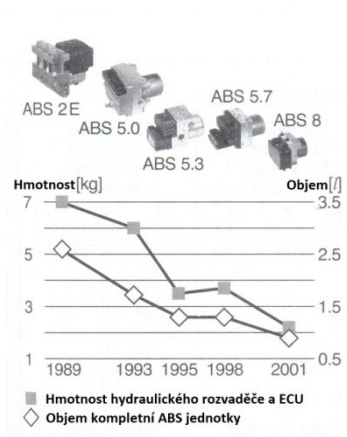 ABS 2E
ABS 5.0
ABS 5.3
ABS 5.7
ABS 8
Hmotnost[kg] Objem[l]
7 3.5
5 2.5
3 1.5
1 0.5
1989 1993 1995 1998 2001
Hmotnost hydraulického rozvaděče a ECU
Objem kompletní ABS jednotky